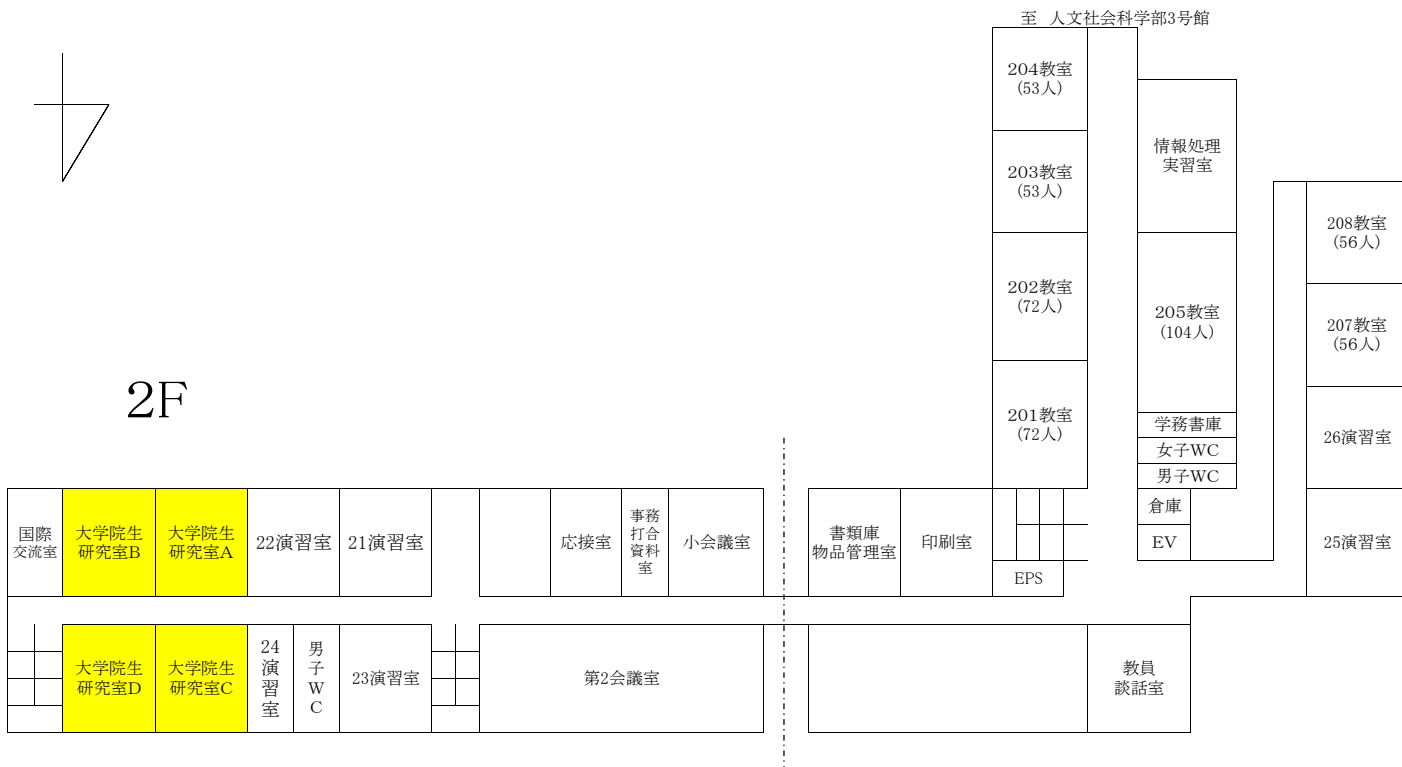 至 人文社会科学部3号館
204教室
(53人)
203教室
(53人)
202教室
(72人)
201教室
(72人)
情報処理
実習室
205教室
(104人)
学務書庫
女子WC
男子WC
倉庫
EV
208教室
(56人)
207教室
(56人)
26演習室
25演習室
2F
国際
交流室
大学院生
研究室B
大学院生
研究室A
22演習室
21演習室
応接室
事務
打合
資料
室
小会議室
書類庫
物品管理室
印刷室
EPS
大学院生
研究室D
大学院生
研究室C
24
演
習
室
男
子
W
C
23演習室
第2会議室
教員
談話室